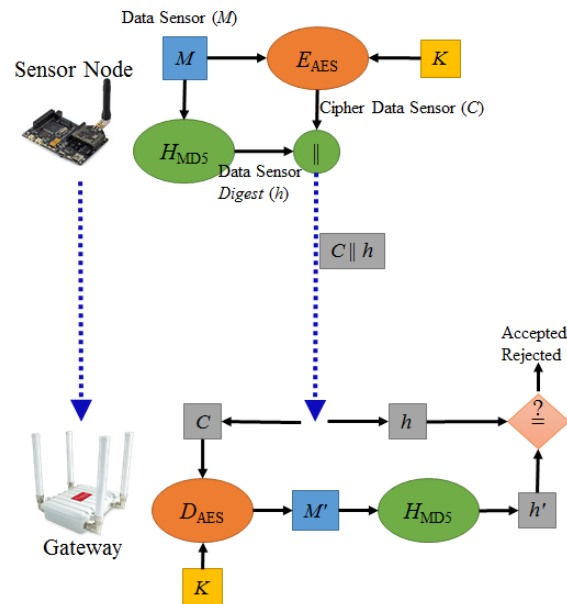 Data Sensor (M)
Sensor Node
M
E_AES
K
Cipher Data Sensor (C)
H_MD5
||
Data Sensor
Digest (h)
C || h
Accepted
Rejected
C
h
?
=
D_AES
M'
H_MD5
h'
Gateway
K